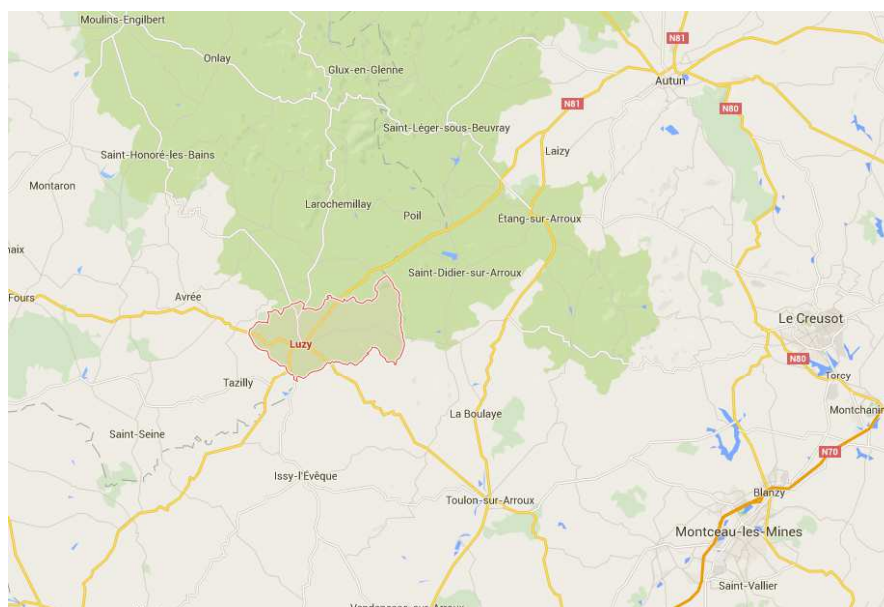 Moulins-Engilbert
N81
Onlay
Glux-en-Glenne
Autun
N81
N80
Saint-Léger-sous-Beuvray
Saint-Honoré-les-Bains
Laizy
Montaron
Larochemillay
Poil
Étang-sur-Arroux
naix
Saint-Didier-sur-Arroux
Fours
Avrée
Le Creusot
Luzy
N80
Torcy
Tazilly
La Boulaye
Montchanin
Saint-Seine
N70
Issy-l'Évêque
Blanzy
Toulon-sur-Arroux
Montceau-les-Mines
Saint-Vallier